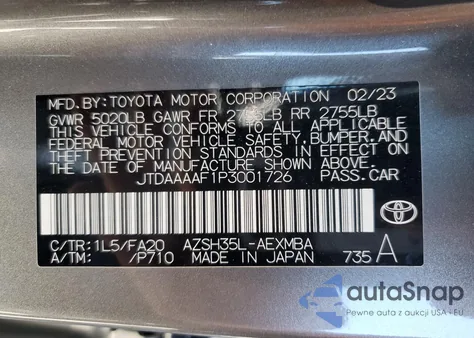 MFD. BY: TOYOTA MOTOR CORPORATION 02/23
GVWR 5020LB GAWR FR 2755LB RR 2755LB
THIS VEHICLE CONFORMS TO ALL APPLICABLE
FEDERAL MOTOR VEHICLE SAFETY, BUMPER, AND
THEFT PREVENTION STANDARDS IN EFFECT ON
THE DATE OF MANUFACTURE SHOWN ABOVE.
JTDAAAAF1P3001726 PASS.CAR
C/TR: 1L5/FA20 AZSH35L-AEXMBA
A/TM: /P710 MADE IN JAPAN 735 A
TOYOTA
autoSnap
Pewne auta z aukcji USA i EU